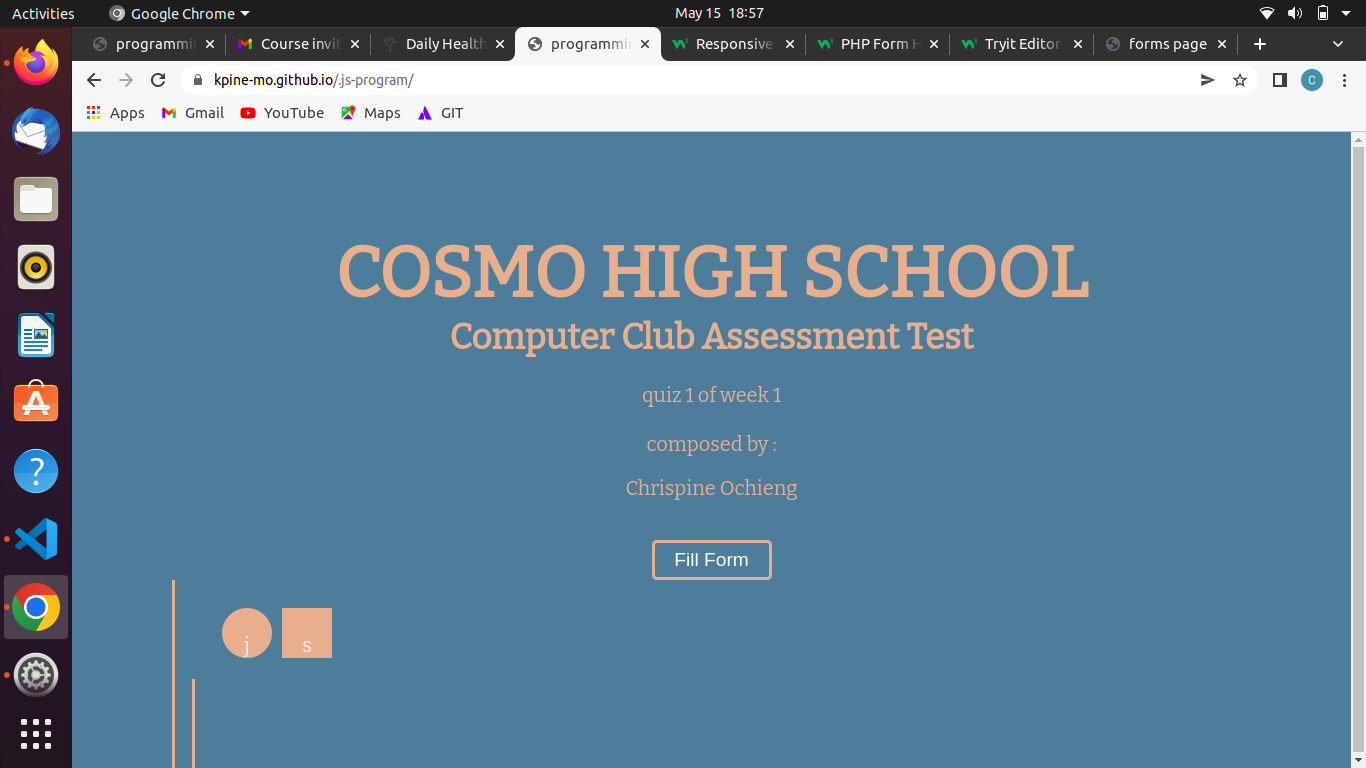 Activities Google Chrome May 15 18:57
programmin Course invit Daily Health programmin Responsive PHP Form H Tryit Editor forms page
kpine-mo.github.io/.js-program/ C
Apps Gmail YouTube Maps GIT
COSMO HIGH SCHOOL
Computer Club Assessment Test
quiz 1 of week 1
composed by :
Chrispine Ochieng
Fill Form
j s